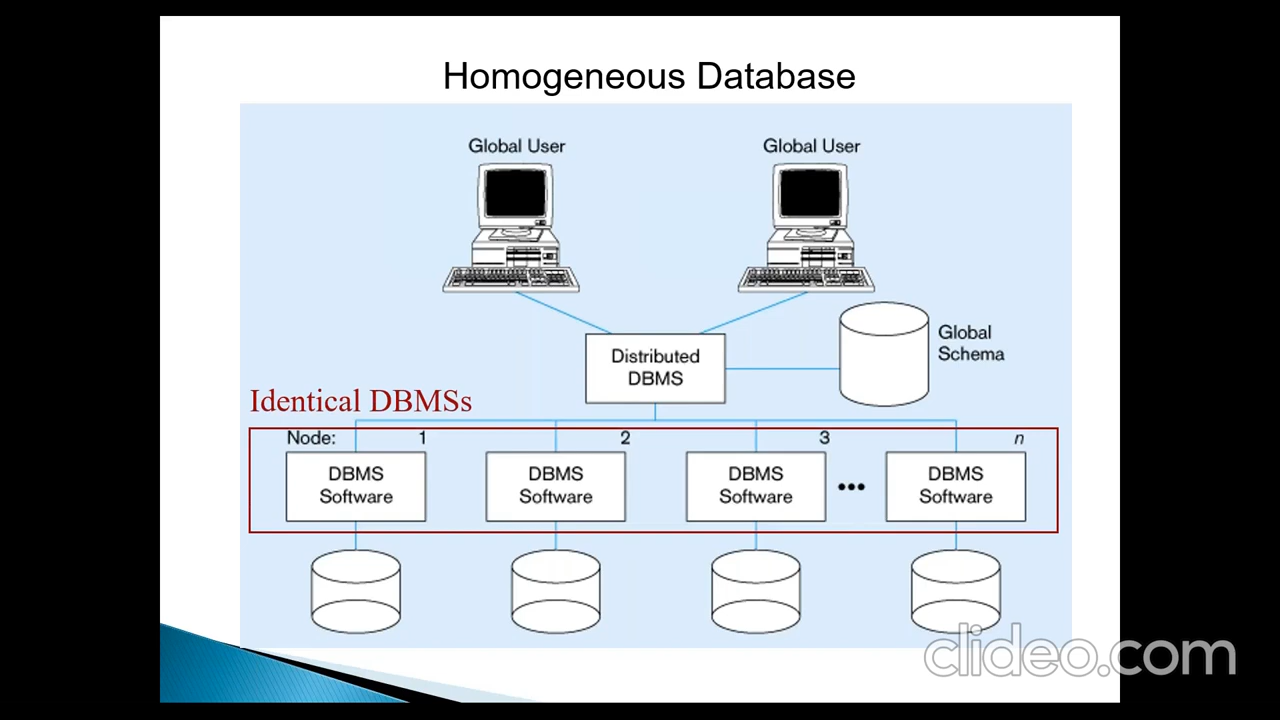 Homogeneous Database
Global User
Global User
Distributed
DBMS
Global
Schema
Identical DBMSs
Node: 1 2 3 n
DBMS
Software
DBMS
Software
DBMS
Software
•••
DBMS
Software
clideo.com